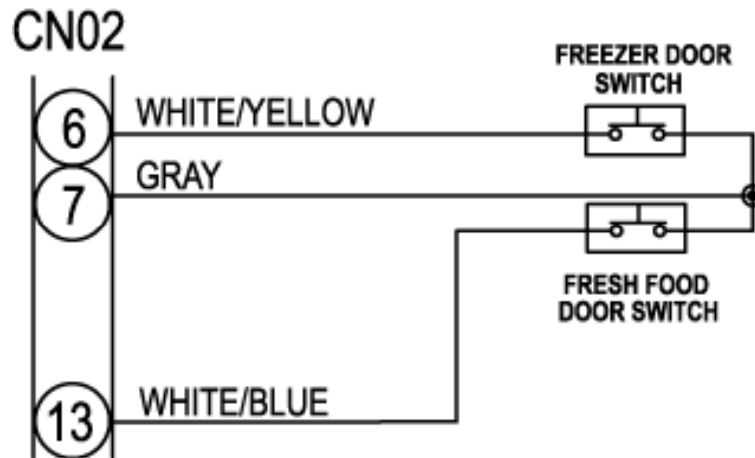 CN02
FREEZER DOOR
SWITCH
6
WHITE/YELLOW
GRAY
7
FRESH FOOD
DOOR SWITCH
13
WHITE/BLUE